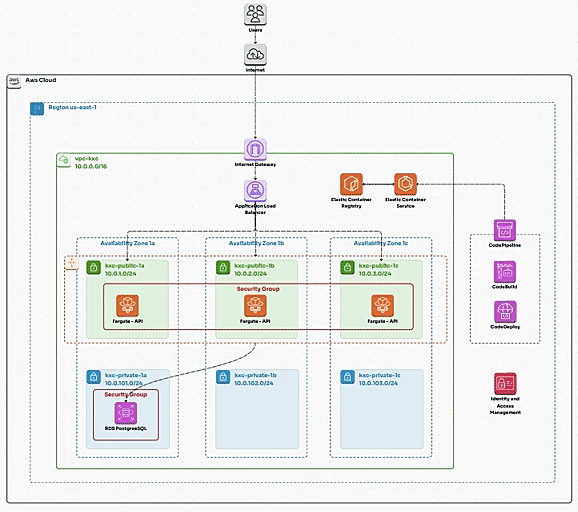 Users
Internet
aws
Aws Cloud
Region us-east-1
vpc-kxc
10.0.0.0/16
Internet Gateway
Application Load
Balancer
Elastic Container
Registry
Elastic Container
Service
CodePipeline
CodeBuild
CodeDeploy
Identity and
Access
Management
Availability Zone 1a
Availability Zone 1b
Availability Zone 1c
kxc-public-1a
10.0.1.0/24
kxc-public-1b
10.0.2.0/24
kxc-public-1c
10.0.3.0/24
Security Group
Fargate - API
Fargate - API
Fargate - API
kxc-private-1a
10.0.101.0/24
kxc-private-1b
10.0.102.0/24
kxc-private-1c
10.0.103.0/24
Security Group
RDS PostgreSQL